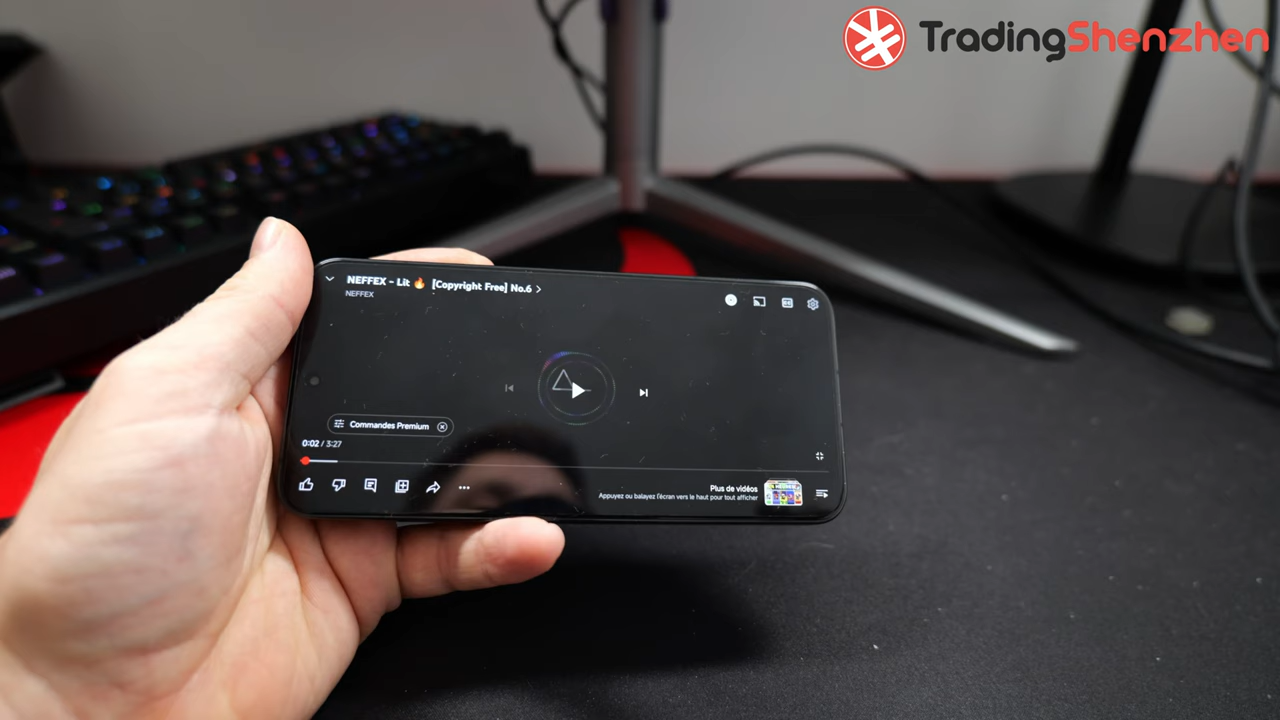 TradingShenzhen
NEFFEX - Lit 🔥 [Copyright Free] No.6
NEFFEX
Commandes Premium
0:02 / 3:27
Plus de vidéos
Appuyez ou balayez l'écran vers le haut pour tout afficher